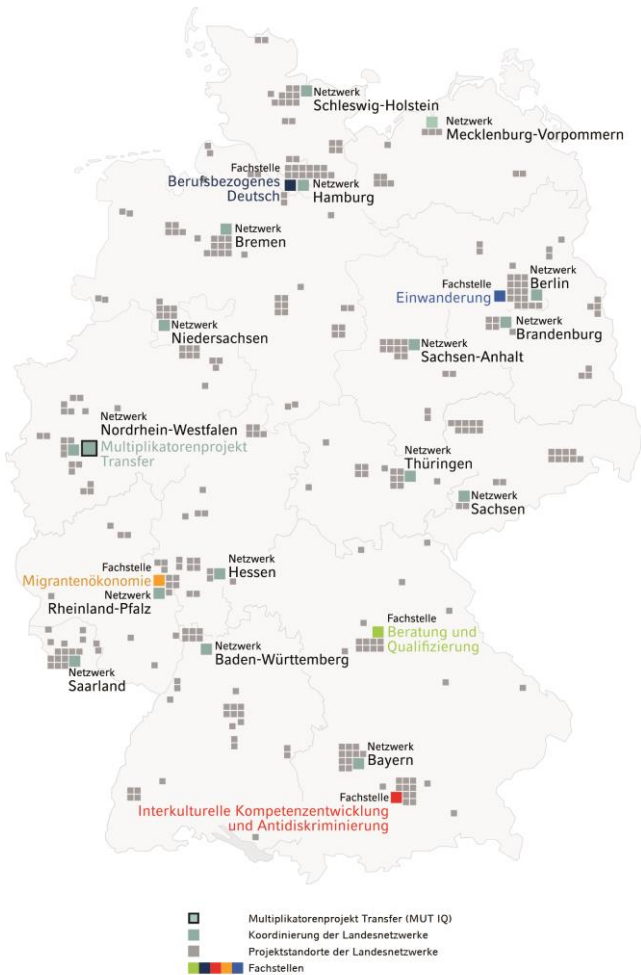 Netzwerk
Schleswig-Holstein
Netzwerk
Mecklenburg-Vorpommern
Fachstelle
Berufsbezogenes
Deutsch
Netzwerk
Hamburg
Netzwerk
Bremen
Netzwerk
Berlin
Fachstelle
Einwanderung
Netzwerk
Brandenburg
Netzwerk
Niedersachsen
Netzwerk
Sachsen-Anhalt
Netzwerk
Nordrhein-Westfalen
Multiplikatorenprojekt
Transfer
Netzwerk
Thüringen
Netzwerk
Sachsen
Netzwerk
Hessen
Fachstelle
Migrantenökonomie
Netzwerk
Rheinland-Pfalz
Fachstelle
Beratung und
Qualifizierung
Netzwerk
Baden-Württemberg
Netzwerk
Saarland
Netzwerk
Bayern
Fachstelle
Interkulturelle Kompetenzentwicklung
und Antidiskriminierung
Multiplikatorenprojekt Transfer (MUT IQ)
Koordinierung der Landesnetzwerke
Projektstandorte der Landesnetzwerke
Fachstellen